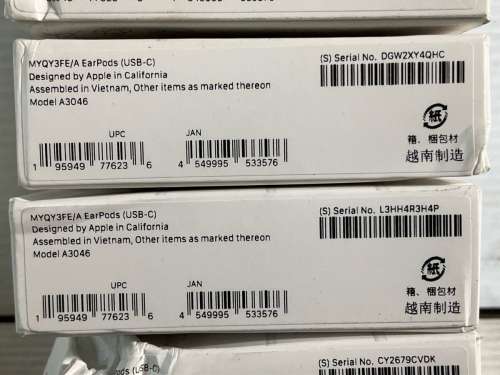 MYQY3FE/A EarPods (USB-C)
Designed by Apple in California
Assembled in Vietnam, Other items as marked thereon
Model A3046
(S) Serial No. DGW2XY4QHC
紙
箱、梱包材
越南制造
UPC
1 95949 77623 6
JAN
4 549995 533576
MYQY3FE/A EarPods (USB-C)
Designed by Apple in California
Assembled in Vietnam, Other items as marked thereon
Model A3046
(S) Serial No. L3HH4R3H4P
紙
箱、梱包材
越南制造
UPC
1 95949 77623 6
JAN
4 549995 533576
(USB-C)
(S) Serial No. CY2679CVDK